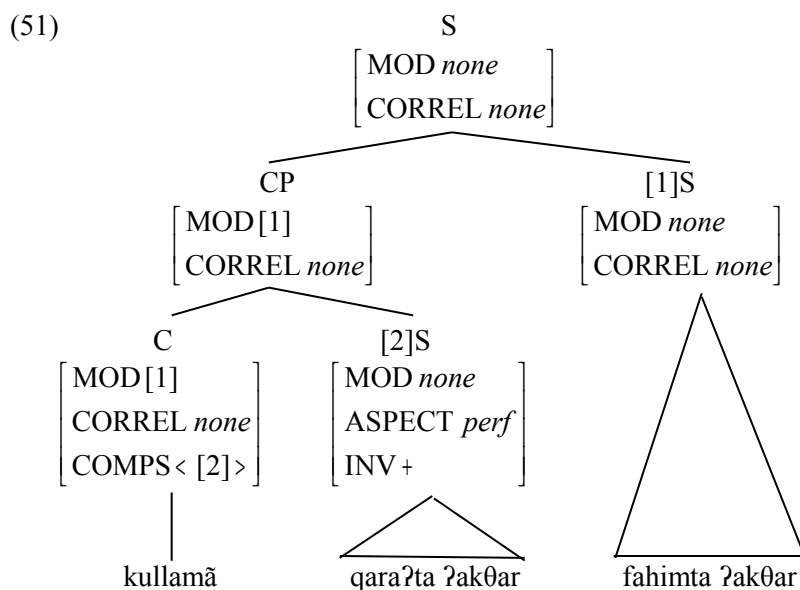 (51) S
[MOD none
CORREL none]
CP [1]S
[MOD [1] [MOD none
CORREL none] CORREL none]
C [2]S
[MOD [1] [MOD none
CORREL none ASPECT perf
COMPS < [2] >] INV +]
kullamã qaraʔta ʔakθar fahimta ʔakθar